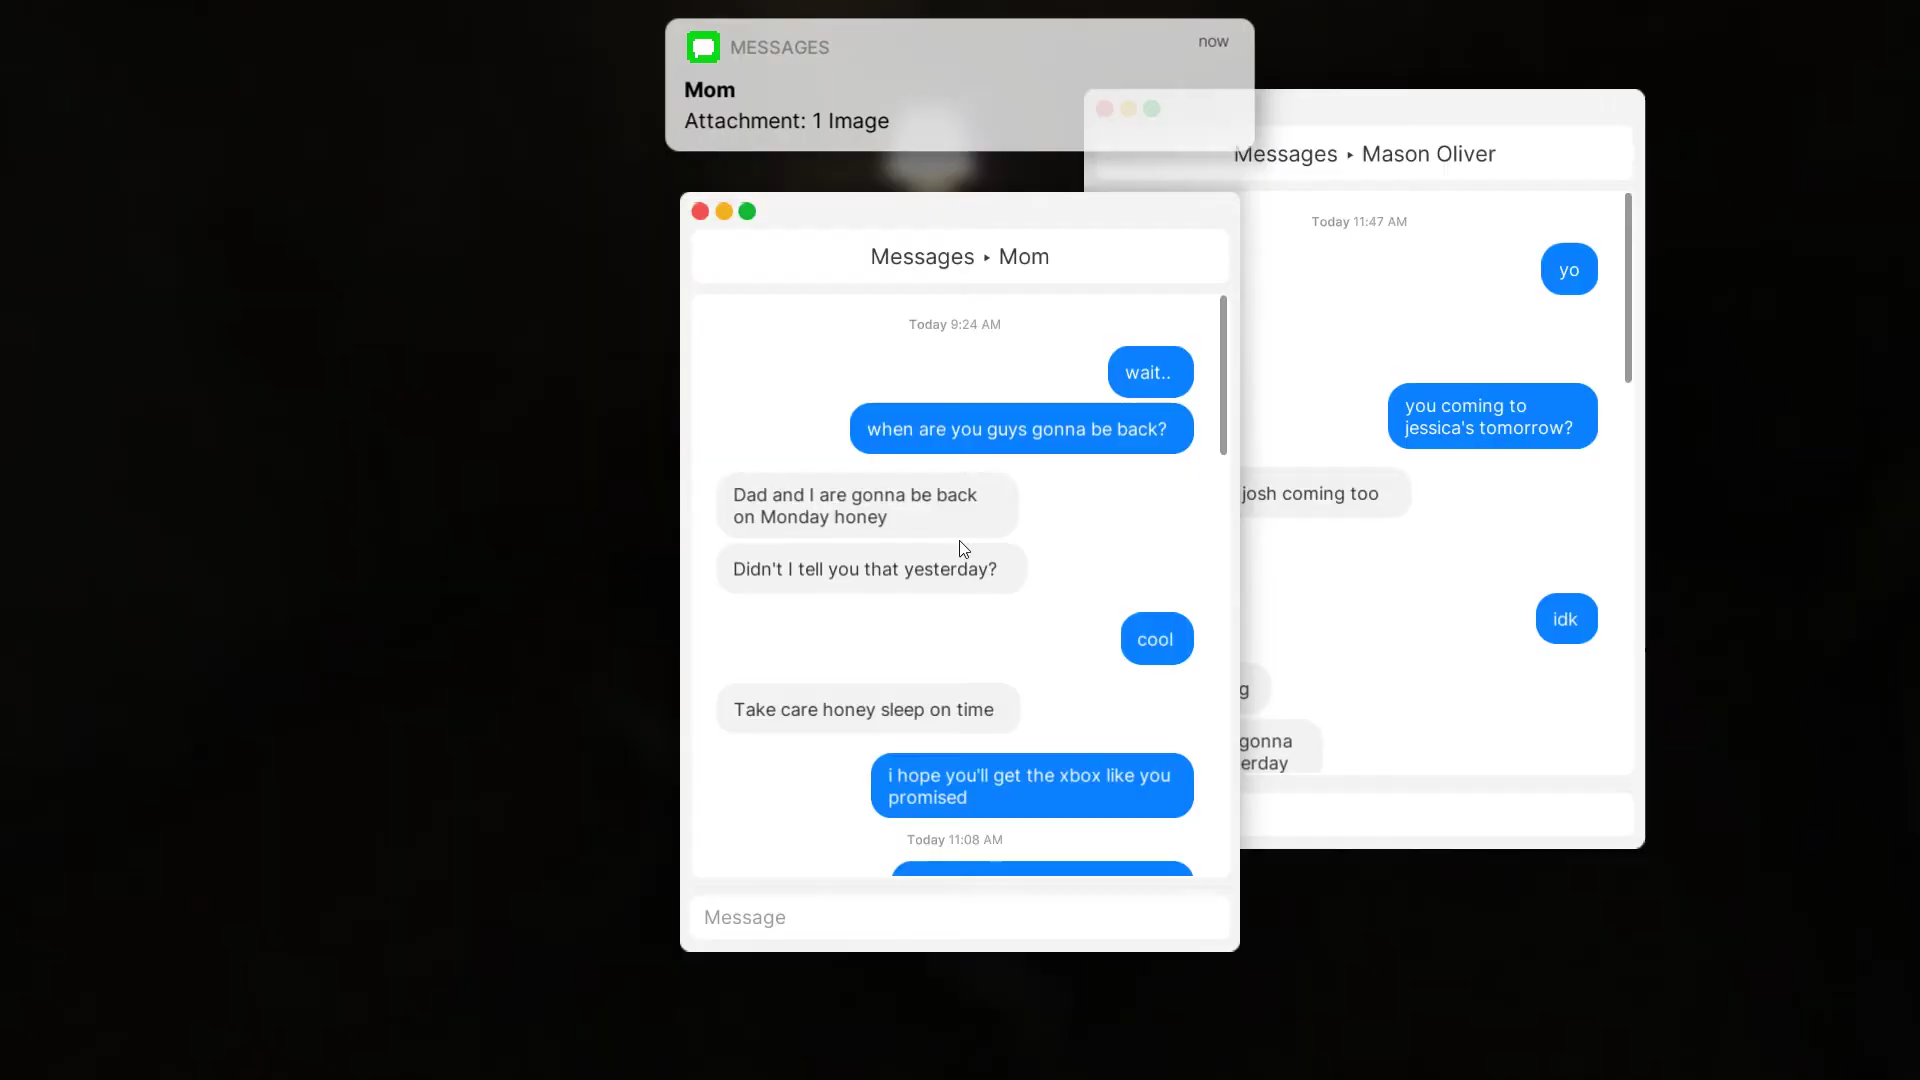 MESSAGES
now
Mom
Attachment: 1 Image
Messages ▸ Mom
Today 9:24 AM
wait..
when are you guys gonna be back?
Dad and I are gonna be back
on Monday honey
Didn't I tell you that yesterday?
cool
Take care honey sleep on time
i hope you'll get the xbox like you
promised
Today 11:08 AM
Message
Messages ▸ Mason Oliver
Today 11:47 AM
yo
you coming to
jessica's tomorrow?
josh coming too
idk
g
gonna
erday